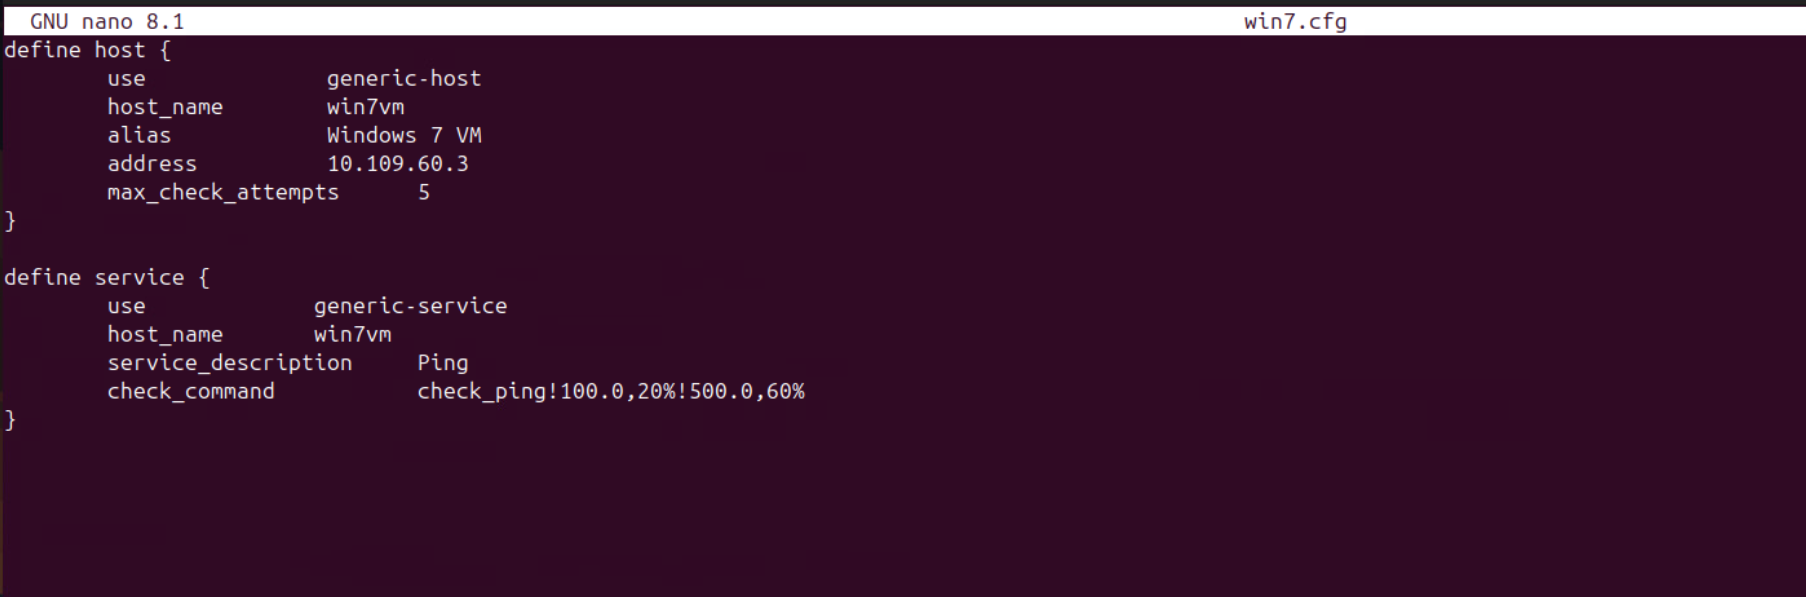 GNU nano 8.1 win7.cfg
define host {
use generic-host
host_name win7vm
alias Windows 7 VM
address 10.109.60.3
max_check_attempts 5
}
define service {
use generic-service
host_name win7vm
service_description Ping
check_command check_ping!100.0,20%!500.0,60%
}